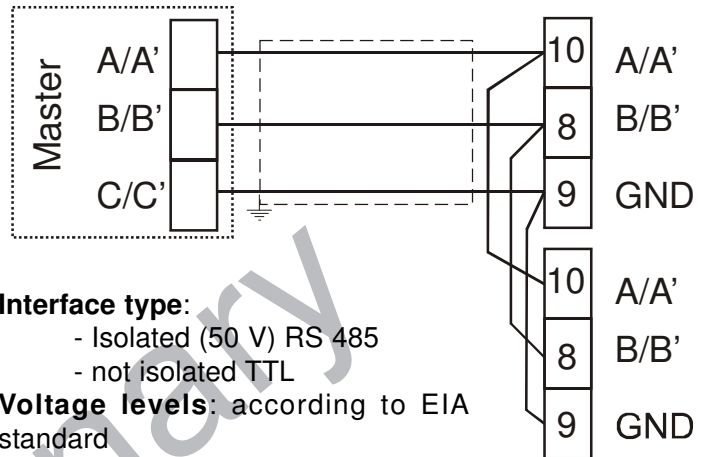 Master
A/A'
B/B'
C/C'
10 A/A'
8 B/B'
9 GND
10 A/A'
8 B/B'
9 GND
Interface type:
- Isolated (50 V) RS 485
- not isolated TTL
Voltage levels: according to EIA
standard